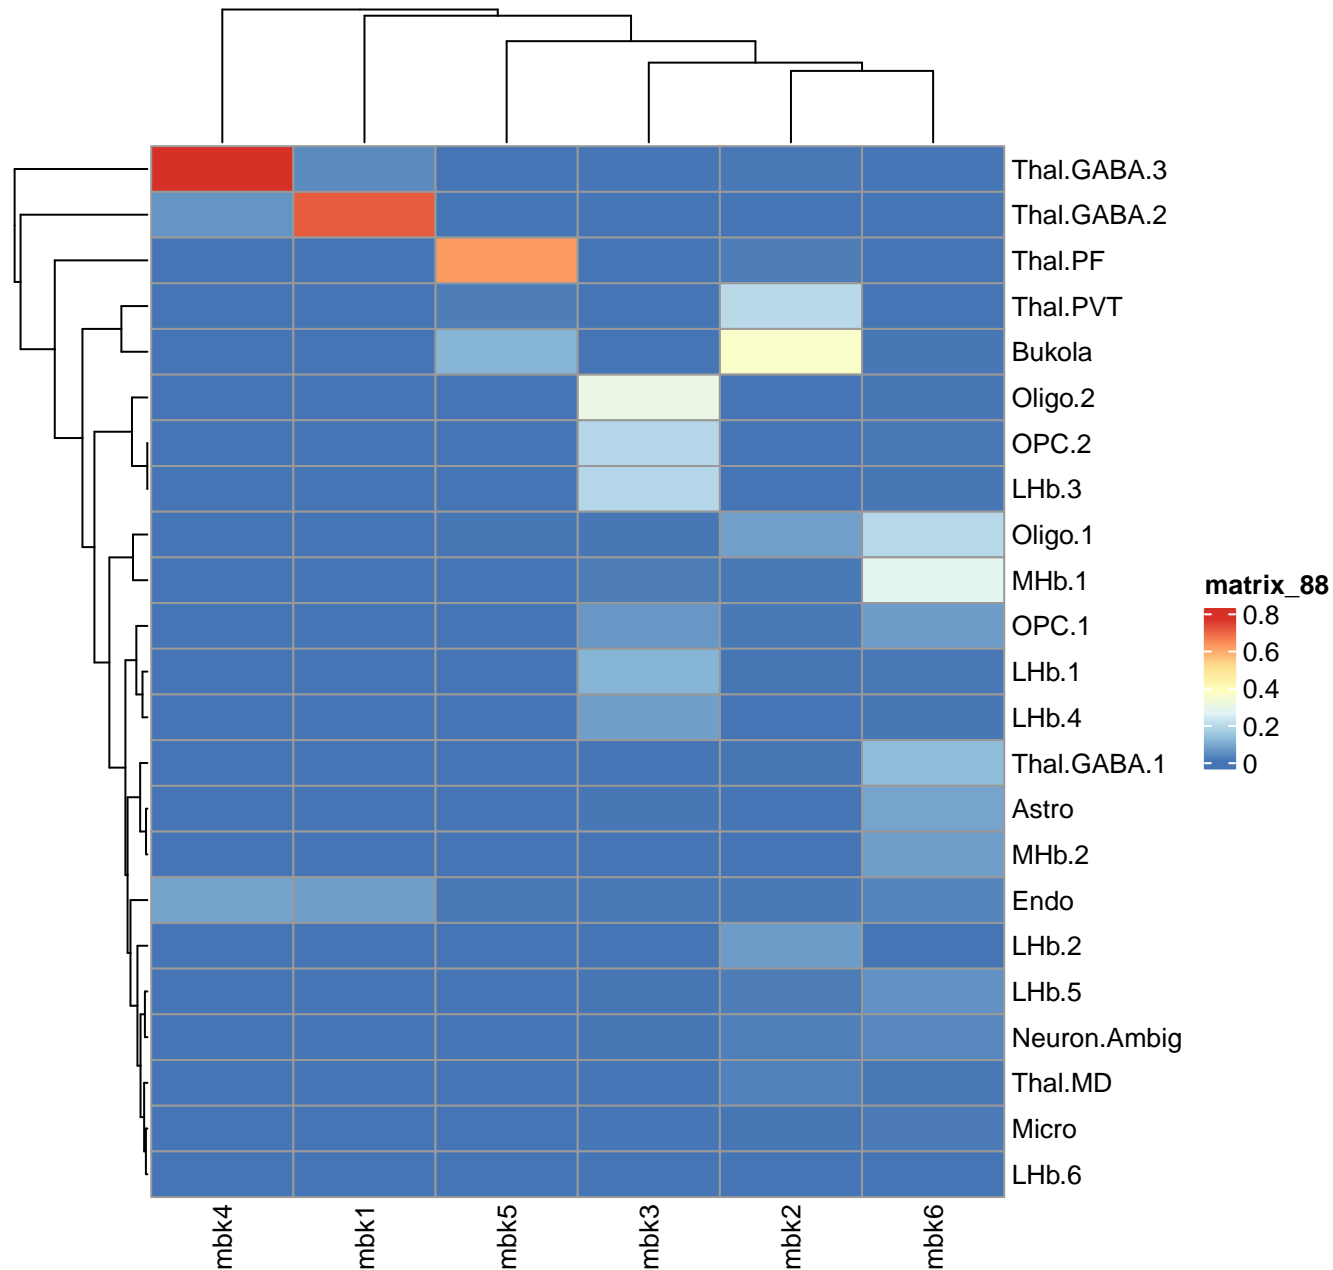 Thal.GABA.3
Thal.GABA.2
Thal.PF
Thal.PVT
Bukola
Oligo.2
OPC.2
LHb.3
Oligo.1
MHb.1
OPC.1
LHb.1
LHb.4
Thal.GABA.1
Astro
MHb.2
Endo
LHb.2
LHb.5
Neuron.Ambig
Thal.MD
Micro
LHb.6
mbk4
mbk1
mbk5
mbk3
mbk2
mbk6
matrix_88
0.8
0.6
0.4
0.2
0